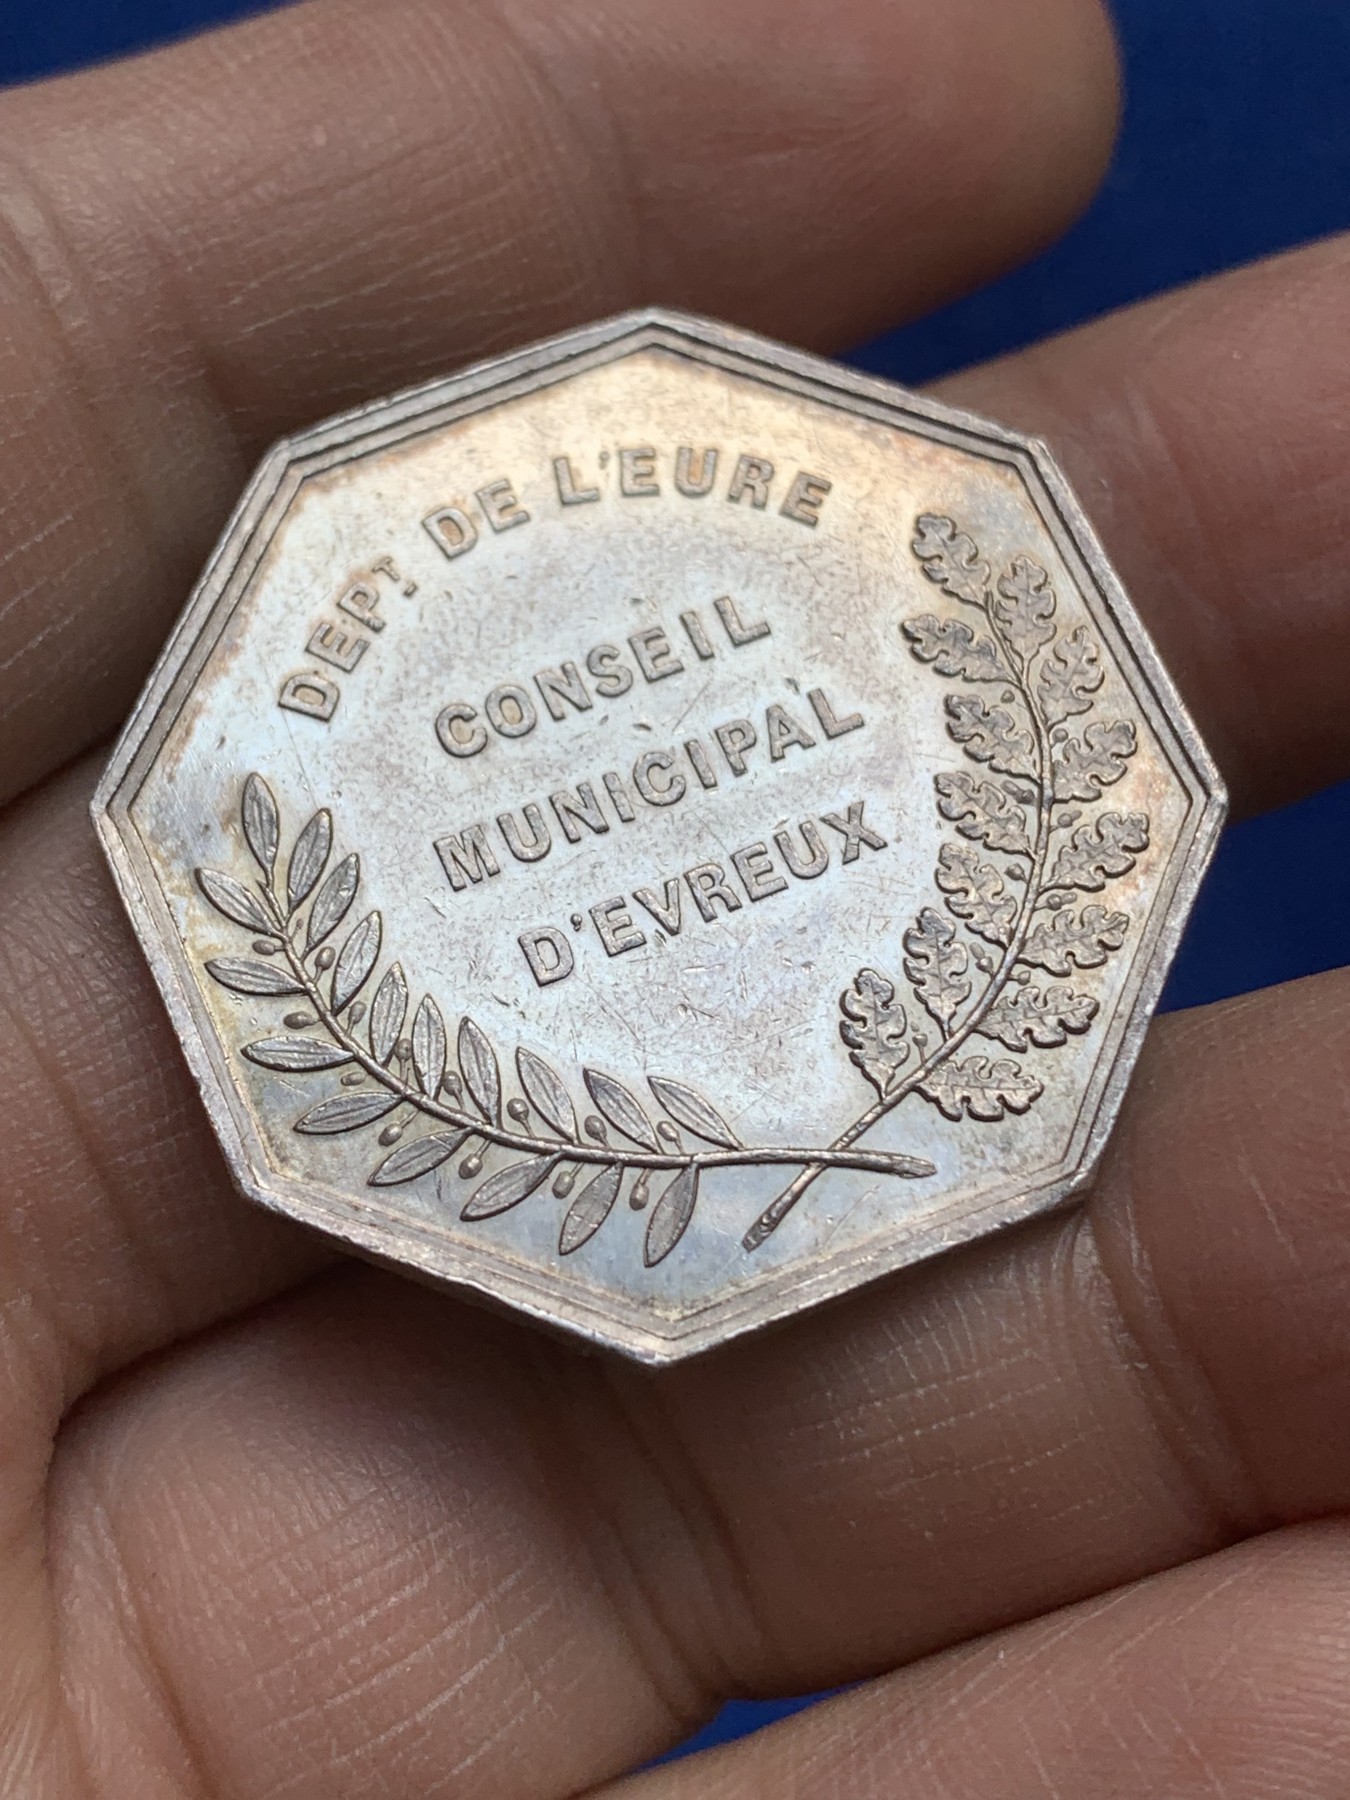 DEPT. DE L'EURE
CONSEIL
MUNICIPAL
D'EVREUX